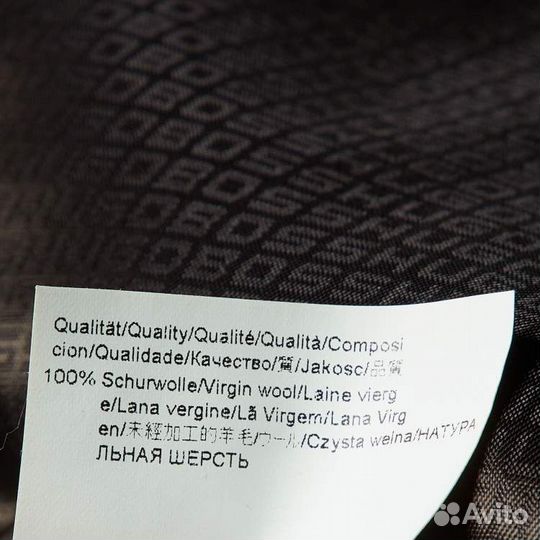 Qualität/Quality/Qualité/Qualità/Composi
cion/Qualidade/Качество/質/Jakosc/品質
100% Schurwolle/Virgin wool/Laine vierg
e/Lana vergine/Lã Virgem/Lana Virg
en/未經加工的羊毛/ウール/Czysta welna/НАТУРА
ЛЬНАЯ ШЕРСТЬ
Avito